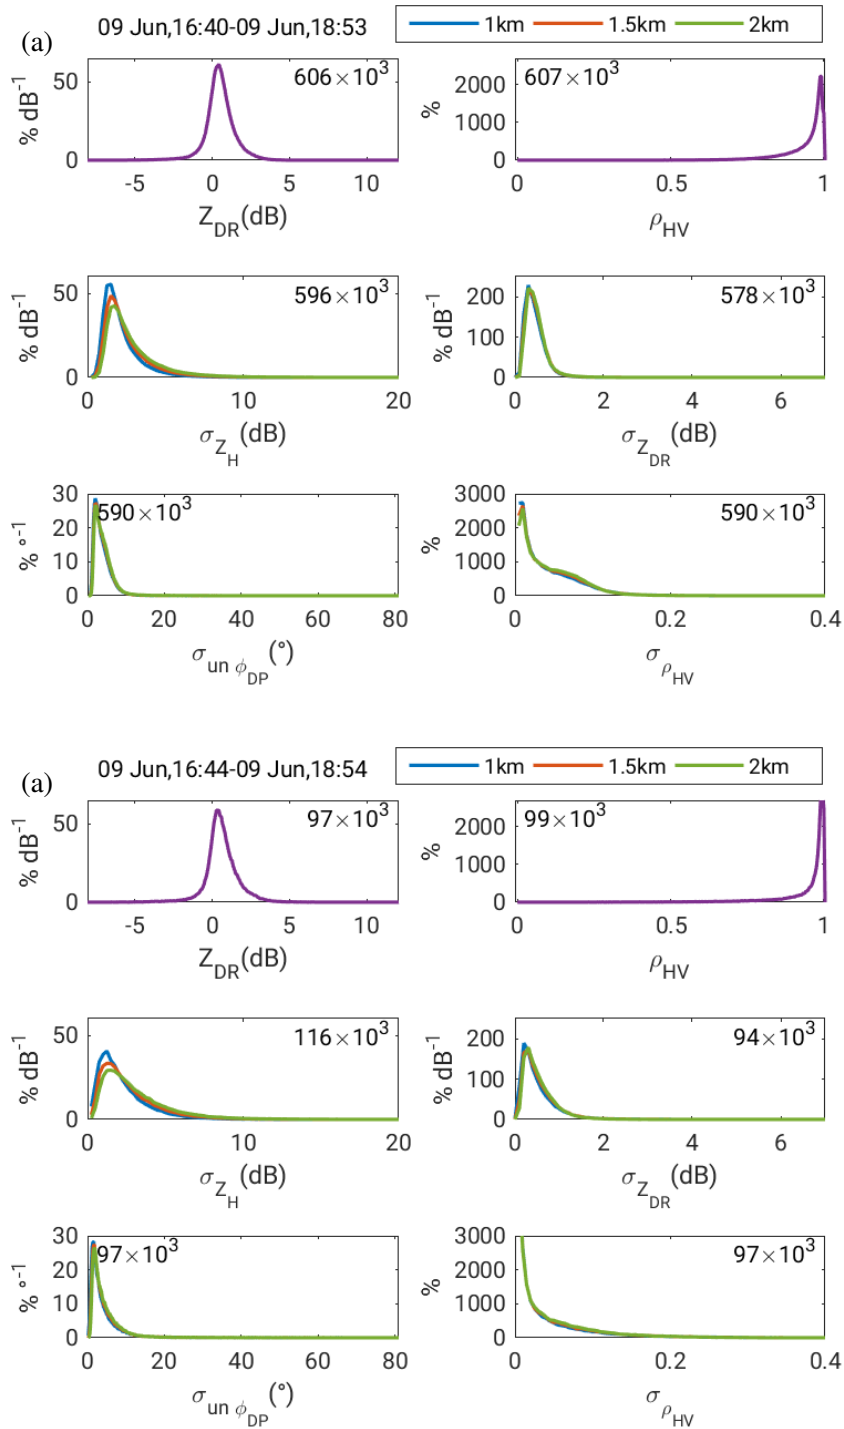 (a) 09 Jun,16:40-09 Jun,18:53 1km 1.5km 2km
% dB⁻¹ 50 0 606×10³
-5 0 5 10
Z_DR(dB)
% 2000 1000 0 607×10³
0 0.5 1
ρ_HV
% dB⁻¹ 50 0 596×10³
0 10 20
σ_Z_H (dB)
% dB⁻¹ 200 100 0 578×10³
0 2 4 6
σ_Z_DR (dB)
% °⁻¹ 30 20 10 0 590×10³
0 20 40 60 80
σ_un ϕ_DP (°)
% 3000 2000 1000 0 590×10³
0 0.2 0.4
σ_ρ_HV
(a) 09 Jun,16:44-09 Jun,18:54 1km 1.5km 2km
% dB⁻¹ 50 0 97×10³
-5 0 5 10
Z_DR(dB)
% 2000 1000 0 99×10³
0 0.5 1
ρ_HV
% dB⁻¹ 50 0 116×10³
0 10 20
σ_Z_H (dB)
% dB⁻¹ 200 100 0 94×10³
0 2 4 6
σ_Z_DR (dB)
% °⁻¹ 30 20 10 0 97×10³
0 20 40 60 80
σ_un ϕ_DP (°)
% 3000 2000 1000 0 97×10³
0 0.2 0.4
σ_ρ_HV